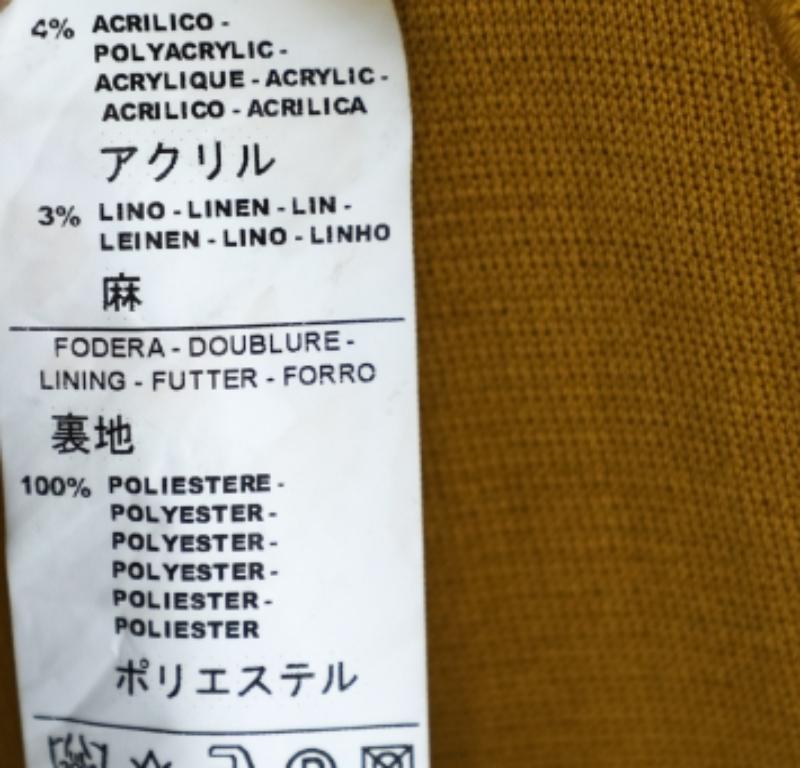 4% ACRILICO -
POLYACRYLIC -
ACRYLIQUE - ACRYLIC -
ACRILICO - ACRILICA
アクリル
3% LINO - LINEN - LIN -
LEINEN - LINO - LINHO
麻
FODERA - DOUBLURE -
LINING - FUTTER - FORRO
裏地
100% POLIESTERE -
POLYESTER -
POLYESTER -
POLYESTER -
POLIESTER -
POLIESTER
ポリエステル